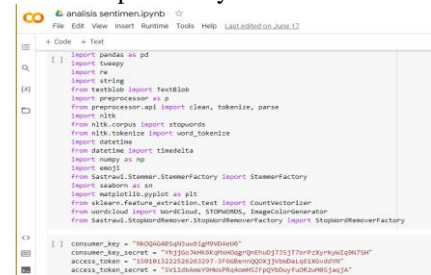 analisis sentimen.ipynb
File Edit View Insert Runtime Tools Help Last edited on June 17
+ Code + Text
[ ] import pandas as pd
import tweepy
import re
import string
from textblob import TextBlob
import preprocessor as p
from preprocessor.api import clean, tokenize, parse
import nltk
from nltk.corpus import stopwords
from nltk.tokenize import word_tokenize
import datetime
from datetime import timedelta
import numpy as np
import emoji
from Sastrawi.Stemmer.StemmerFactory import StemmerFactory
import seaborn as sn
import matplotlib.pyplot as plt
from sklearn.feature_extraction.text import CountVectorizer
from wordcloud import WordCloud, STOPWORDS, ImageColorGenerator
from Sastrawi.StopWordRemover.StopWordRemoverFactory import StopWordRemoverFactory
[ ] consumer_key =
consumer_key_secret =
access_token =
access_token_secret =